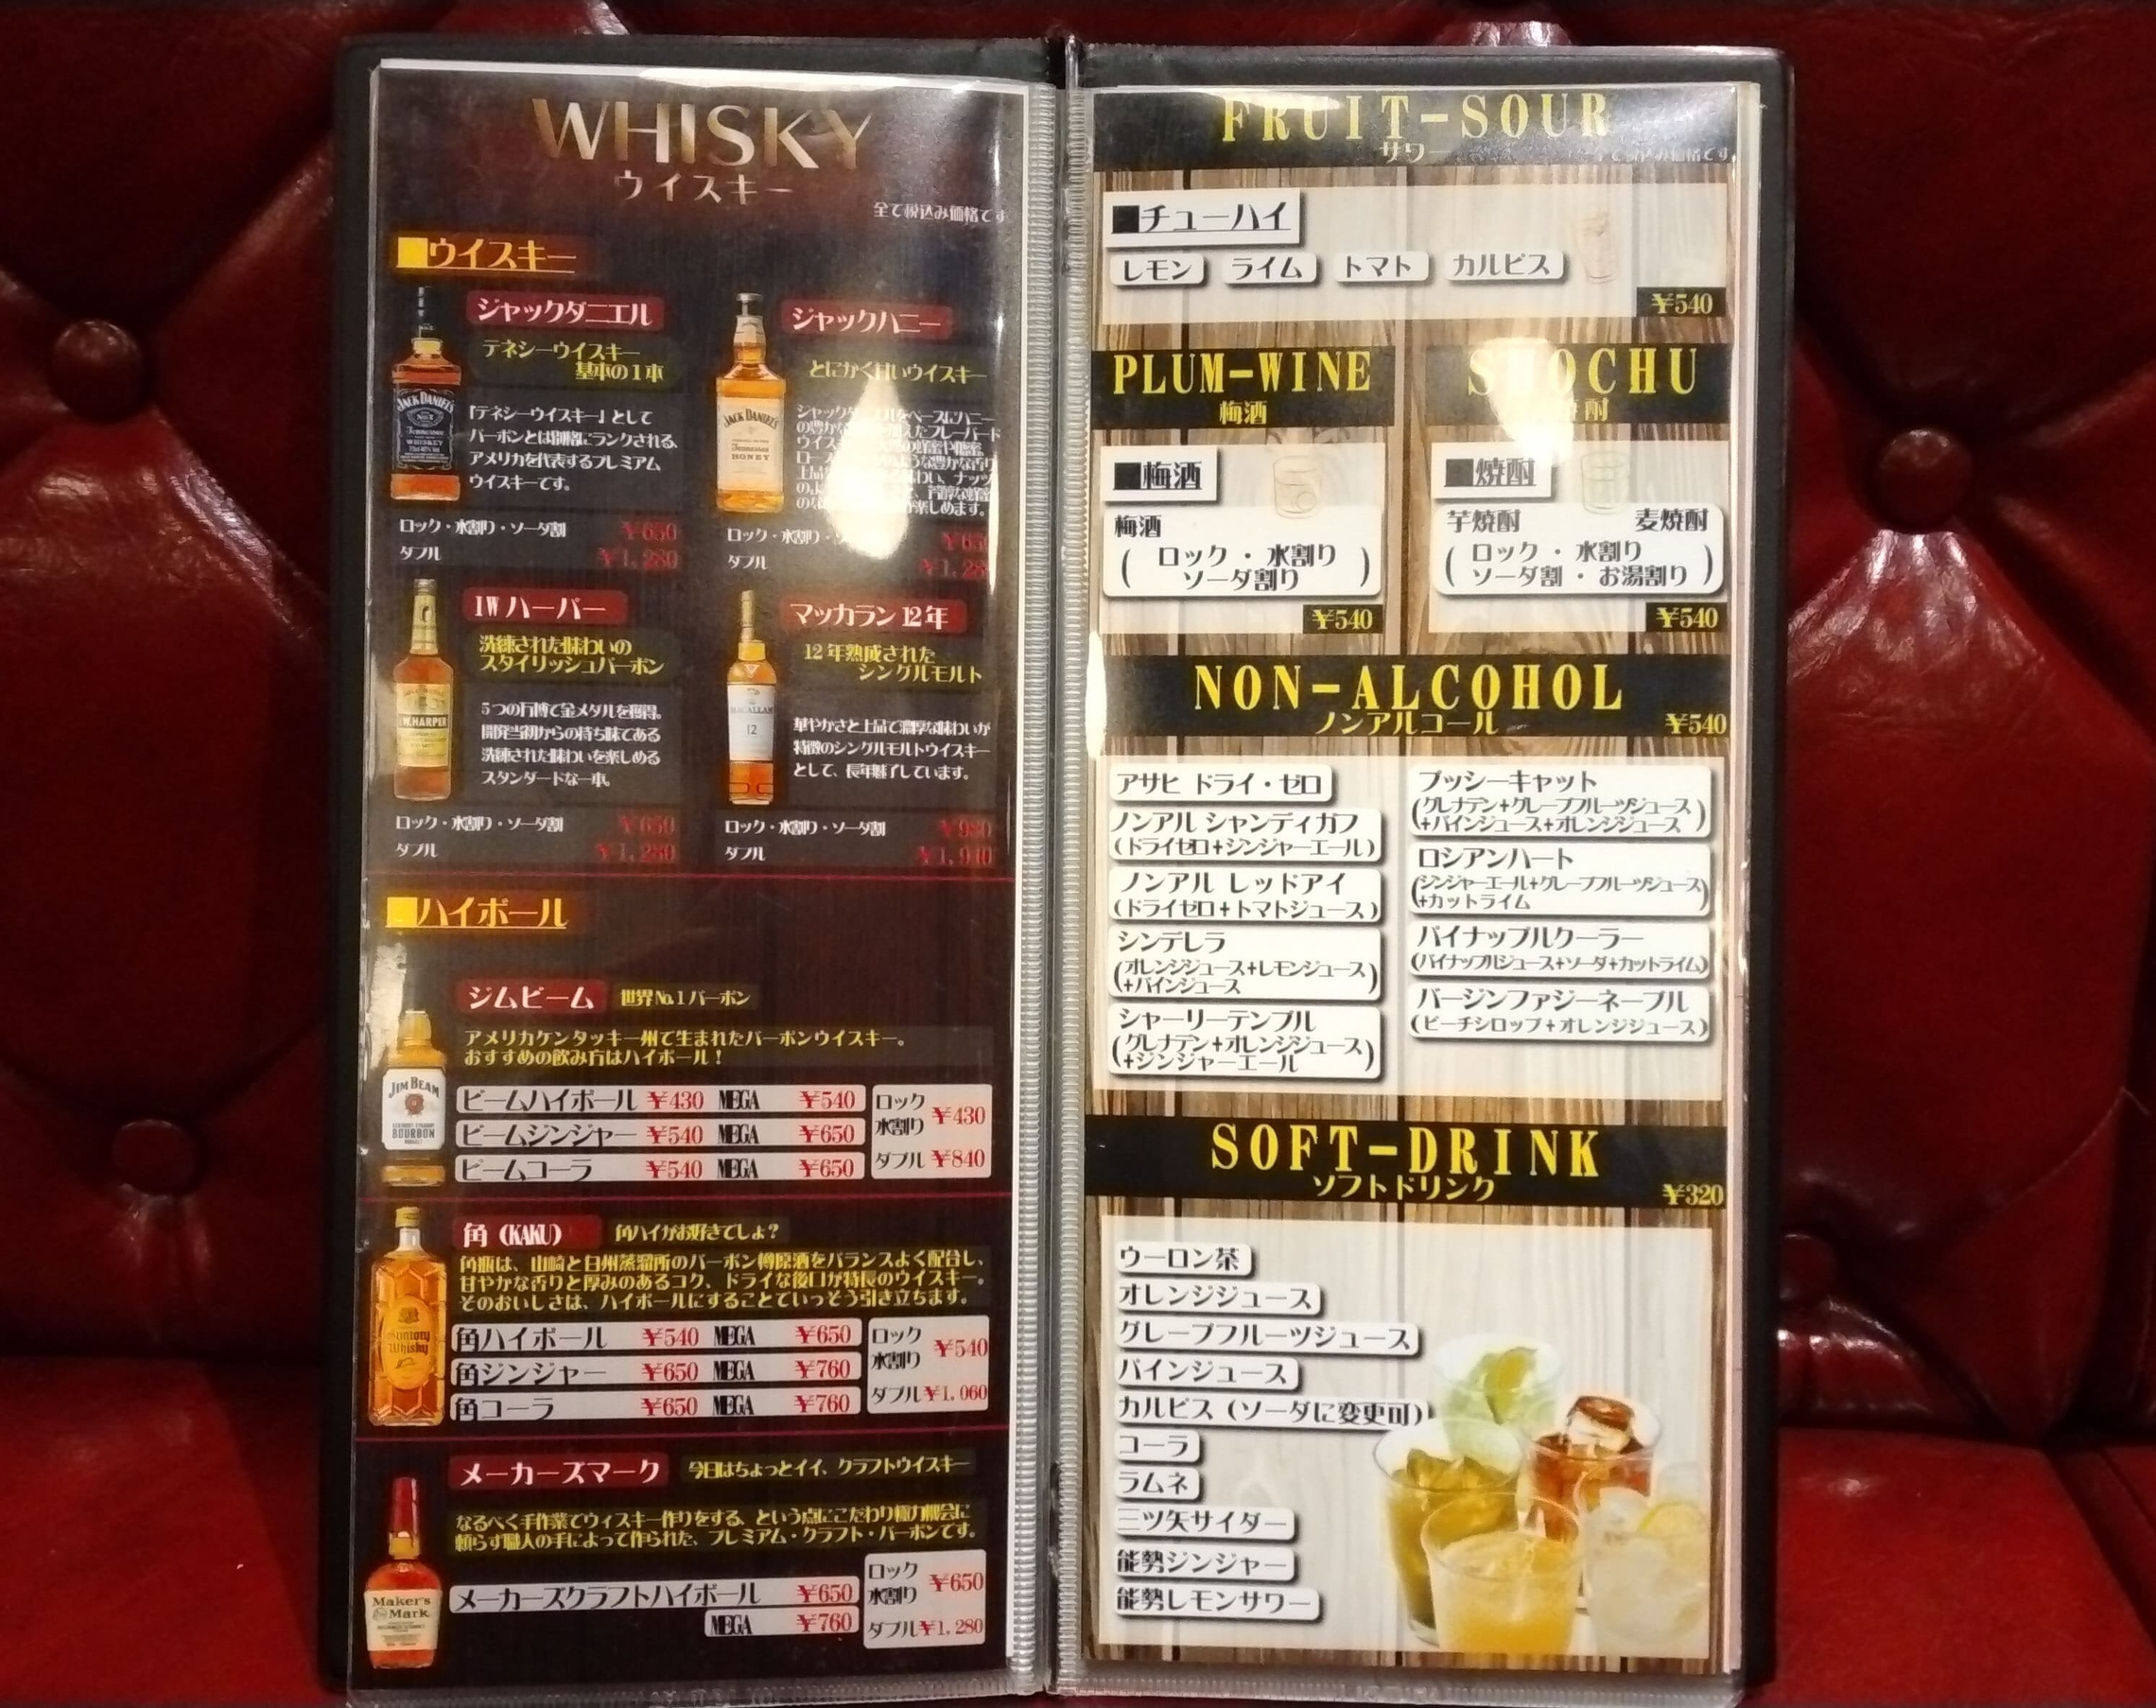 WHISKY
ウイスキー
全て税込み価格です
■ウイスキー
ジャックダニエル
テネシーウイスキー
基本の1本
「テネシーウイスキー」として
バーボンとは別格にランクされる、
アメリカを代表するプレミアム
ウイスキーです。
ロック・水割り・ソーダ割 ¥650
ダブル ¥1,280
ジャックハニー
とにかく甘いウイスキー
ロック・水割り・
ダブル
I.W ハーパー
洗練された味わいの
スタイリッシュバーボン
5つの万博で金メダルを獲得。
開発当初からの持ち味である
洗練された味わいを楽しめる
スタンダードな一本。
ロック・水割り・ソーダ割 ¥650
ダブル ¥1,280
マッカラン 12年
12年熟成された
シングルモルト
華やかさと上品で濃厚な味わいが
特徴のシングルモルトウイスキー
として、長年魅了しています。
ロック・水割り・ソーダ割 ¥980
ダブル ¥1,940
■ハイボール
ジムビーム 世界No.1バーボン
アメリカケンタッキー州で生まれたバーボンウイスキー。
おすすめの飲み方はハイボール！
ビームハイボール ¥430 MEGA ¥540
ビームジンジャー ¥540 MEGA ¥650
ビームコーラ ¥540 MEGA ¥650
ロック
水割り ¥430
ダブル ¥840
角（KAKU） 角ハイがお好きでしょ？
角瓶は、山崎と白州蒸溜所のバーボン樽原酒をバランスよく配合し、
甘やかな香りと厚みのあるコク、ドライな後口が特長のウイスキー。
そのおいしさは、ハイボールにすることでいっそう引き立ちます。
角ハイボール ¥540 MEGA ¥650
角ジンジャー ¥650 MEGA ¥760
角コーラ ¥650 MEGA ¥760
ロック
水割り ¥540
ダブル ¥1,060
メーカーズマーク 今日はちょっとイイ、クラフトウイスキー
なるべく手作業でウィスキー作りをする、という点にこだわり極力機会に
頼らず職人の手によって作られた、プレミアム・クラフト・バーボンです。
メーカーズクラフトハイボール ¥650
MEGA ¥760
ロック
水割り ¥650
ダブル ¥1,280
FRUIT-SOUR
サワー
■チューハイ
レモン ライム トマト カルピス
¥540
PLUM-WINE
梅酒
■梅酒
梅酒
（ロック・水割り
ソーダ割り）
¥540
SHOCHU
焼酎
■焼酎
芋焼酎 麦焼酎
（ロック・水割り
ソーダ割・お湯割り）
¥540
NON-ALCOHOL
ノンアルコール ¥540
アサヒ ドライ・ゼロ
ノンアル シャンディガフ
（ドライゼロ+ジンジャーエール）
ノンアル レッドアイ
（ドライゼロ+トマトジュース）
シンデレラ
（オレンジジュース+レモンジュース
+パインジュース）
シャーリーテンプル
（グレナデン+オレンジジュース
+ジンジャーエール）
プッシーキャット
（グレナデン+グレープフルーツジュース
+パインジュース+オレンジジュース）
ロシアンハート
（ジンジャーエール+グレープフルーツジュース
+カットライム）
パイナップルクーラー
（パイナップルジュース+ソーダ+カットライム）
バージンファジーネーブル
（ピーチシロップ+オレンジジュース）
SOFT-DRINK
ソフトドリンク ¥320
ウーロン茶
オレンジジュース
グレープフルーツジュース
パインジュース
カルピス（ソーダに変更可）
コーラ
ラムネ
三ツ矢サイダー
能勢ジンジャー
能勢レモンサワー